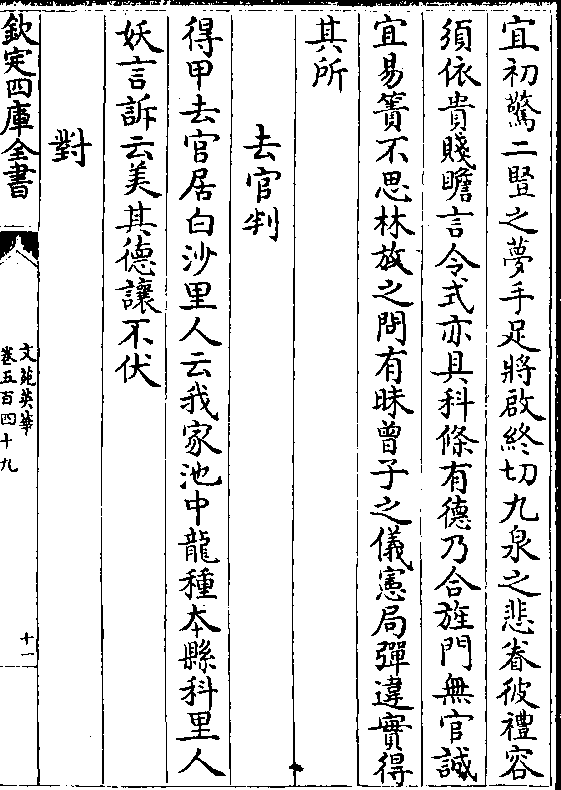 宜初驚二豎之夢手足將啟終切九泉之悲眷彼禮容
須依貴賤瞻言令式亦具科條有德乃合旌門無官誠
宜易簀不思林放之問有昧曾子之儀憲局彈違實得
其所
去官判
得甲去官居白沙里人云我家池中龍種本縣科里人
妖言訴云美其德讓不伏
對
欽定四庫全書
文苑英華
卷五百四十九
十一